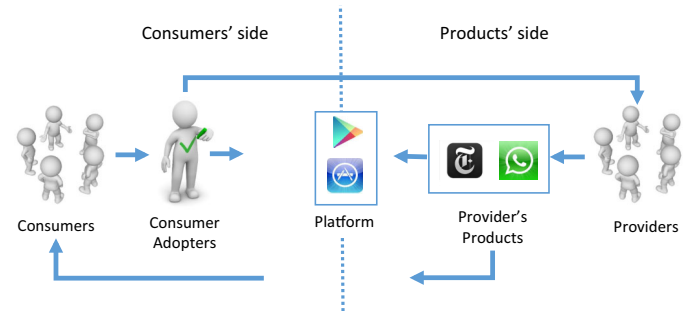 Consumers' side
Products' side
Consumers
Consumer
Adopters
Platform
Provider's
Products
Providers